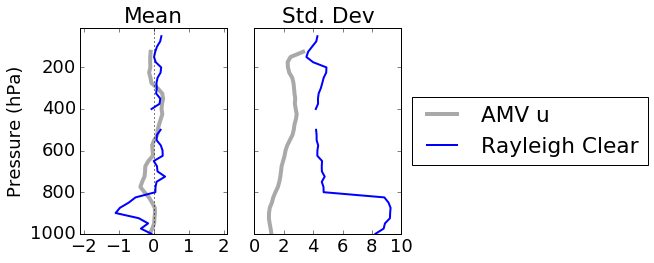 Mean
Std. Dev
Pressure (hPa)
200
400
600
800
1000
−2 −1 0 1 2
0 2 4 6 8 10
AMV u
Rayleigh Clear